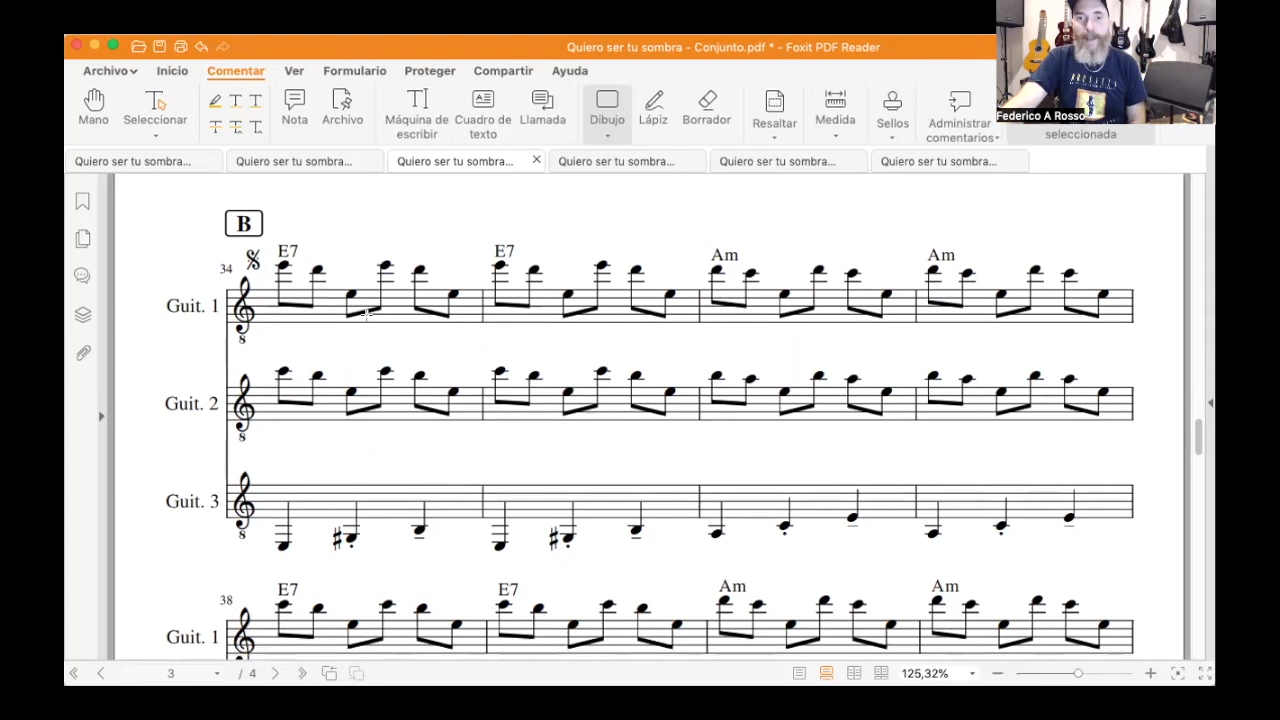 Quiero ser tu sombra - Conjunto.pdf * - Foxit PDF Reader
Archivo Inicio Comentar Ver Formulario Proteger Compartir Ayuda
Mano Seleccionar Nota Archivo Máquina de escribir Cuadro de texto Llamada Dibujo Lápiz Borrador Resaltar Medida Sellos Administrar comentarios seleccionada
Federico A Rosso
Quiero ser tu sombra... Quiero ser tu sombra... Quiero ser tu sombra... Quiero ser tu sombra... Quiero ser tu sombra... Quiero ser tu sombra...
B
E7 E7 Am Am
34
Guit. 1
8
Guit. 2
8
Guit. 3
8
E7 E7 Am Am
38
Guit. 1
3 / 4 125,32%